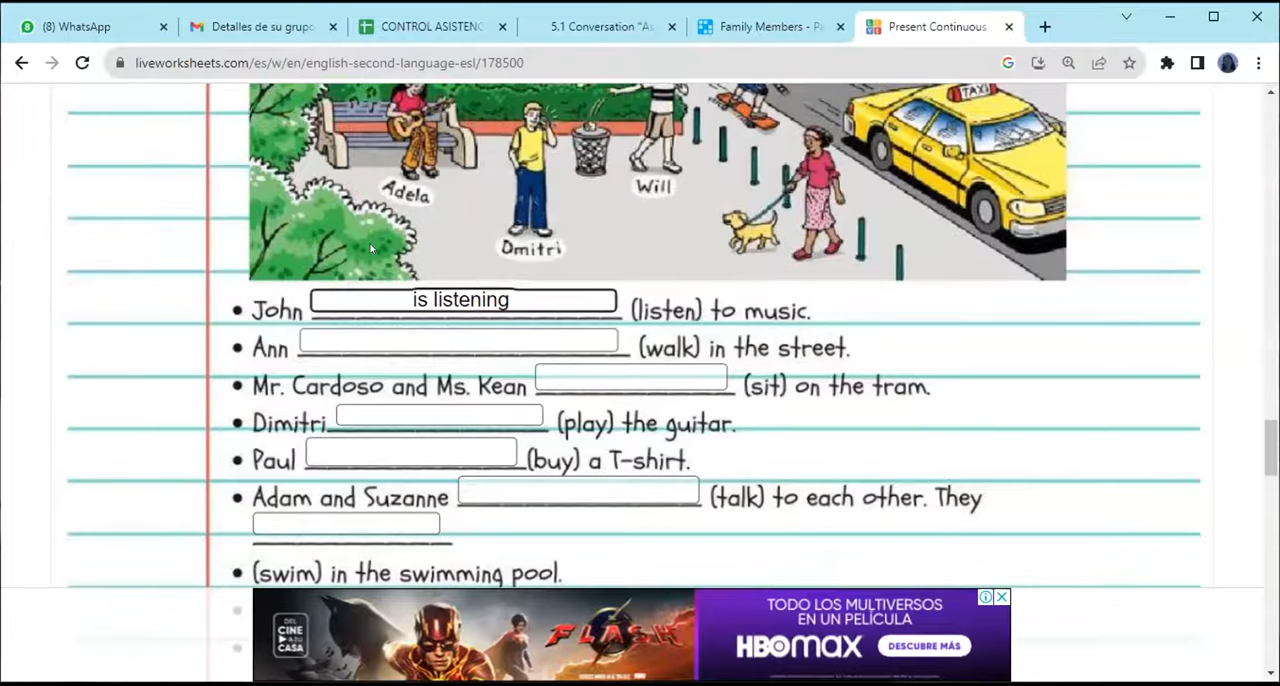 (8) WhatsApp
Detalles de su grupo
CONTROL ASISTENC
5.1 Conversation "As
Family Members - Pa
Present Continuous
liveworksheets.com/es/w/en/english-second-language-esl/178500
TAXI
Adela
Will
Dmitri
John is listening (listen) to music.
Ann (walk) in the street.
Mr. Cardoso and Ms. Kean (sit) on the tram.
Dimitri (play) the guitar.
Paul (buy) a T-shirt.
Adam and Suzanne (talk) to each other. They
(swim) in the swimming pool.
DEL CINE A TU CASA
FLASH
TODO LOS MULTIVERSOS
EN UN PELÍCULA
HBOmax
DESCUBRE MÁS